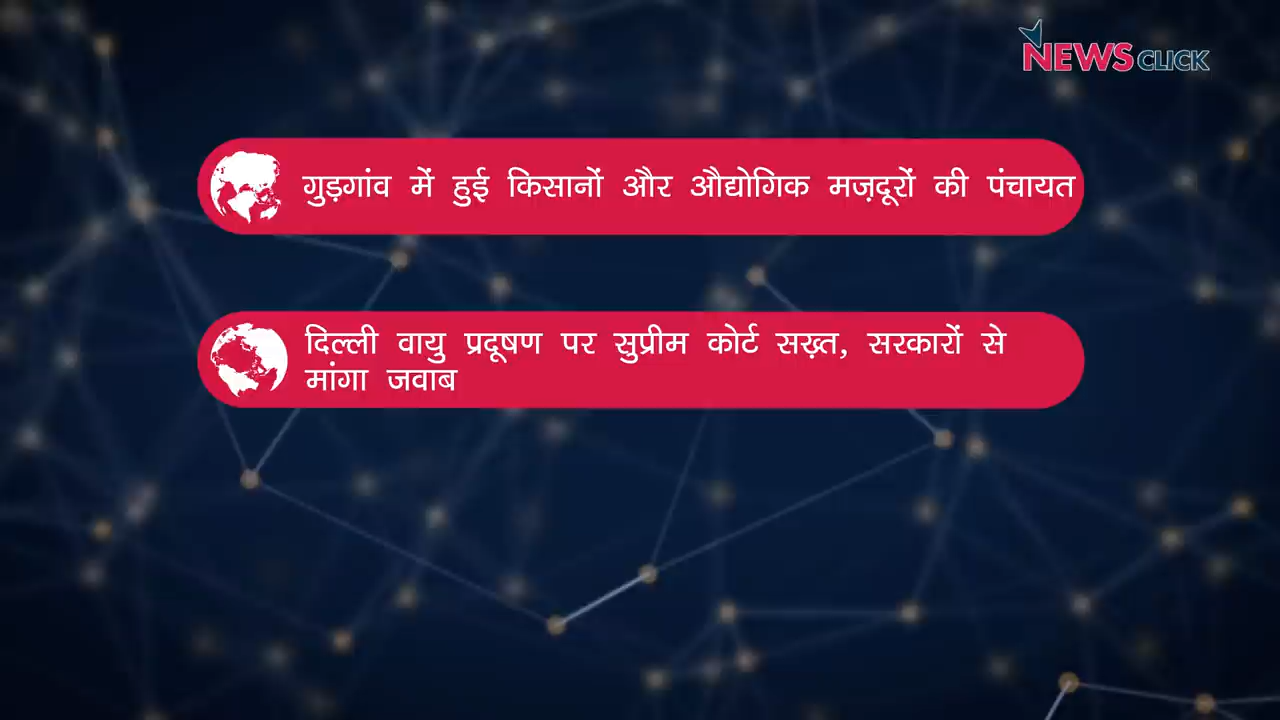 NEWSCLICK
गुड़गांव में हुई किसानों और औद्योगिक मज़दूरों की पंचायत
दिल्ली वायु प्रदूषण पर सुप्रीम कोर्ट सख़्त, सरकारों से
मांगा जवाब